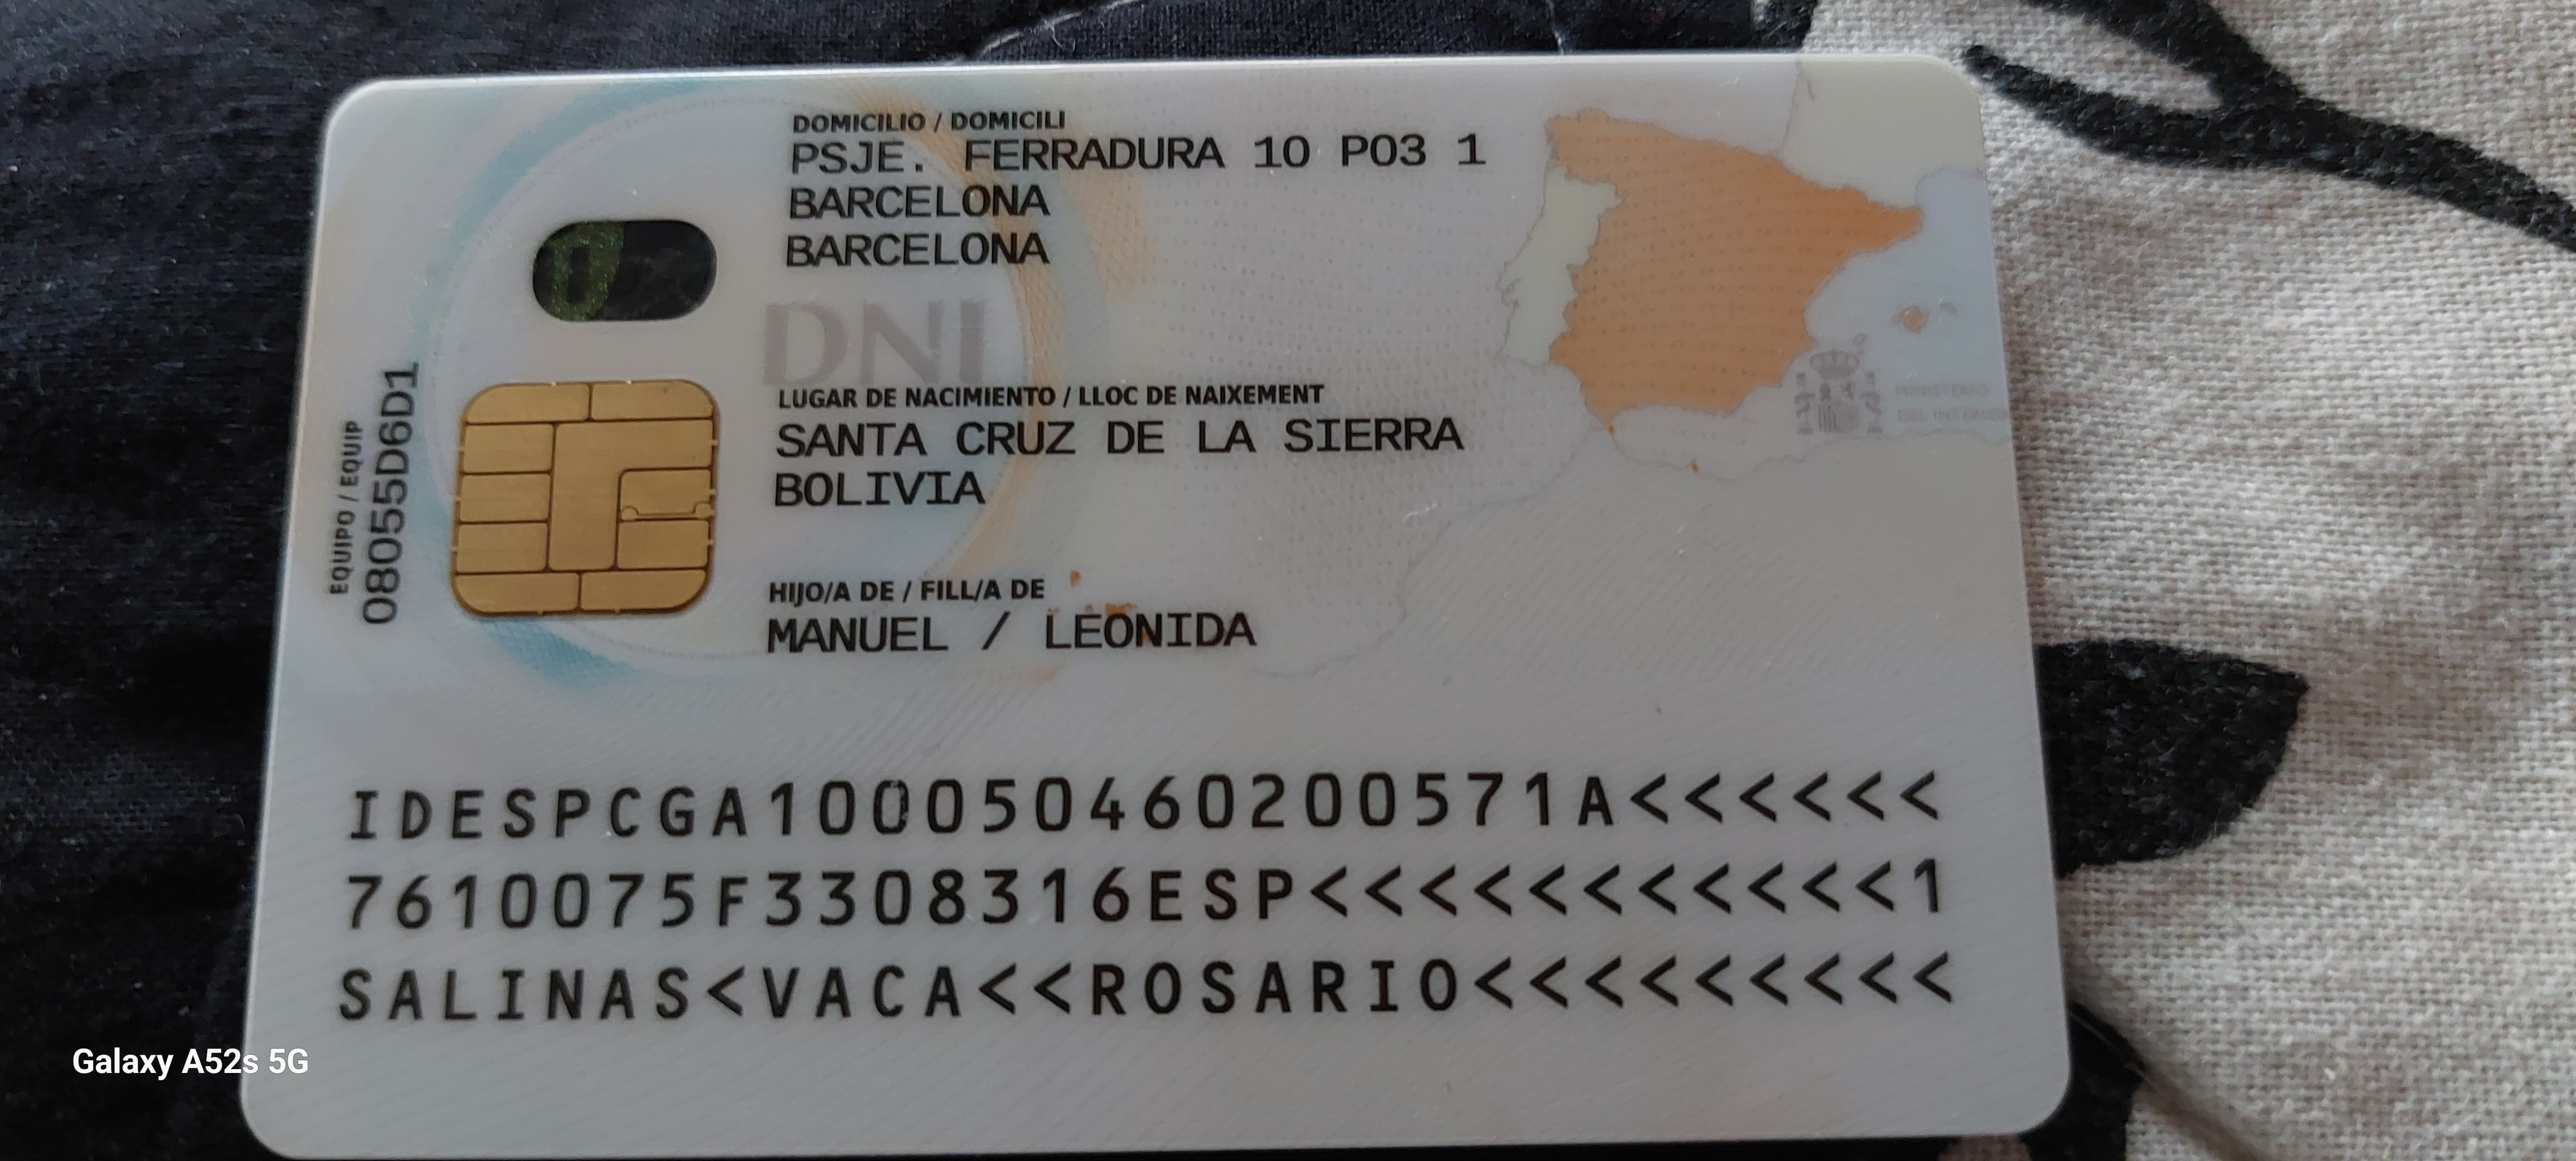 DOMICILIO / DOMICILI
PSJE. FERRADURA 10 P03 1
BARCELONA
BARCELONA
DNI
LUGAR DE NACIMIENTO / LLOC DE NAIXEMENT
SANTA CRUZ DE LA SIERRA
BOLIVIA
HIJO/A DE / FILL/A DE
MANUEL / LEONIDA
EQUIPO / EQUIP
08055D6D1
MINISTERIO
DEL INTERIOR
IDESPCGA100050460200571A<<<<<<
7610075F3308316ESP<<<<<<<<<<<1
SALINAS<VACA<<ROSARIO<<<<<<<<<
Galaxy A52s 5G